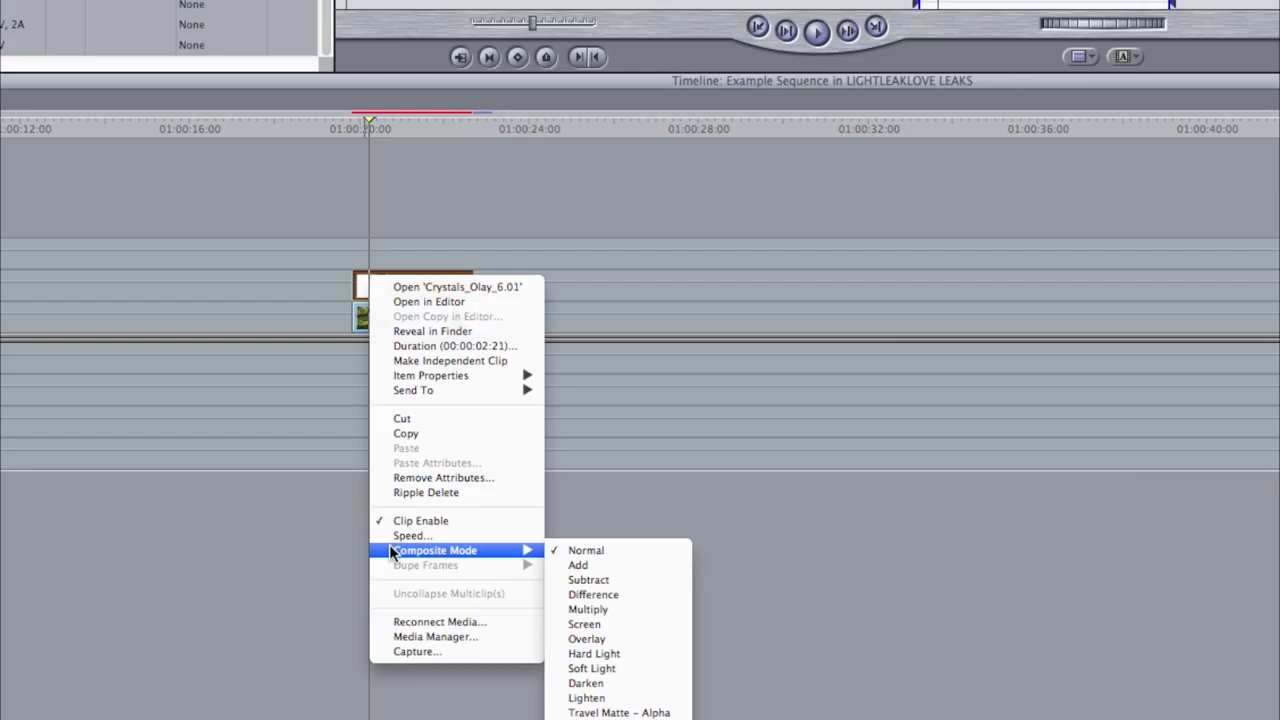 None
V, 2A
None
V
None
Timeline: Example Sequence in LIGHTLEAKLOVE LEAKS
:00:12:00
01:00:16:00
01:00:20:00
01:00:24:00
01:00:28:00
01:00:32:00
01:00:36:00
01:00:40:00
Open 'Crystals_Olay_6.01'
Open in Editor
Open Copy in Editor...
Reveal in Finder
Duration (00:00:02:21)...
Make Independent Clip
Item Properties
Send To
Cut
Copy
Paste
Paste Attributes...
Remove Attributes...
Ripple Delete
✓ Clip Enable
Speed...
Composite Mode
Dupe Frames
Uncollapse Multiclip(s)
Reconnect Media...
Media Manager...
Capture...
✓ Normal
Add
Subtract
Difference
Multiply
Screen
Overlay
Hard Light
Soft Light
Darken
Lighten
Travel Matte - Alpha